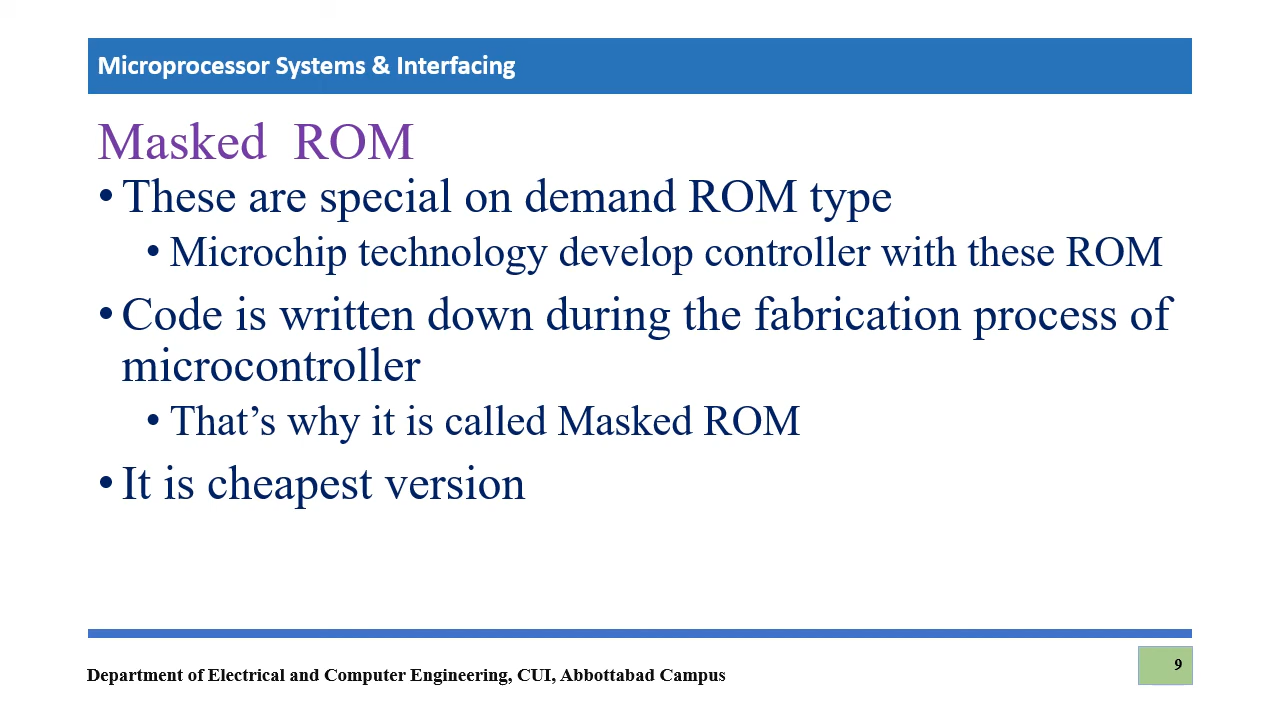 Microprocessor Systems & Interfacing
Masked ROM
• These are special on demand ROM type
• Microchip technology develop controller with these ROM
• Code is written down during the fabrication process of
microcontroller
• That’s why it is called Masked ROM
• It is cheapest version
Department of Electrical and Computer Engineering, CUI, Abbottabad Campus
9